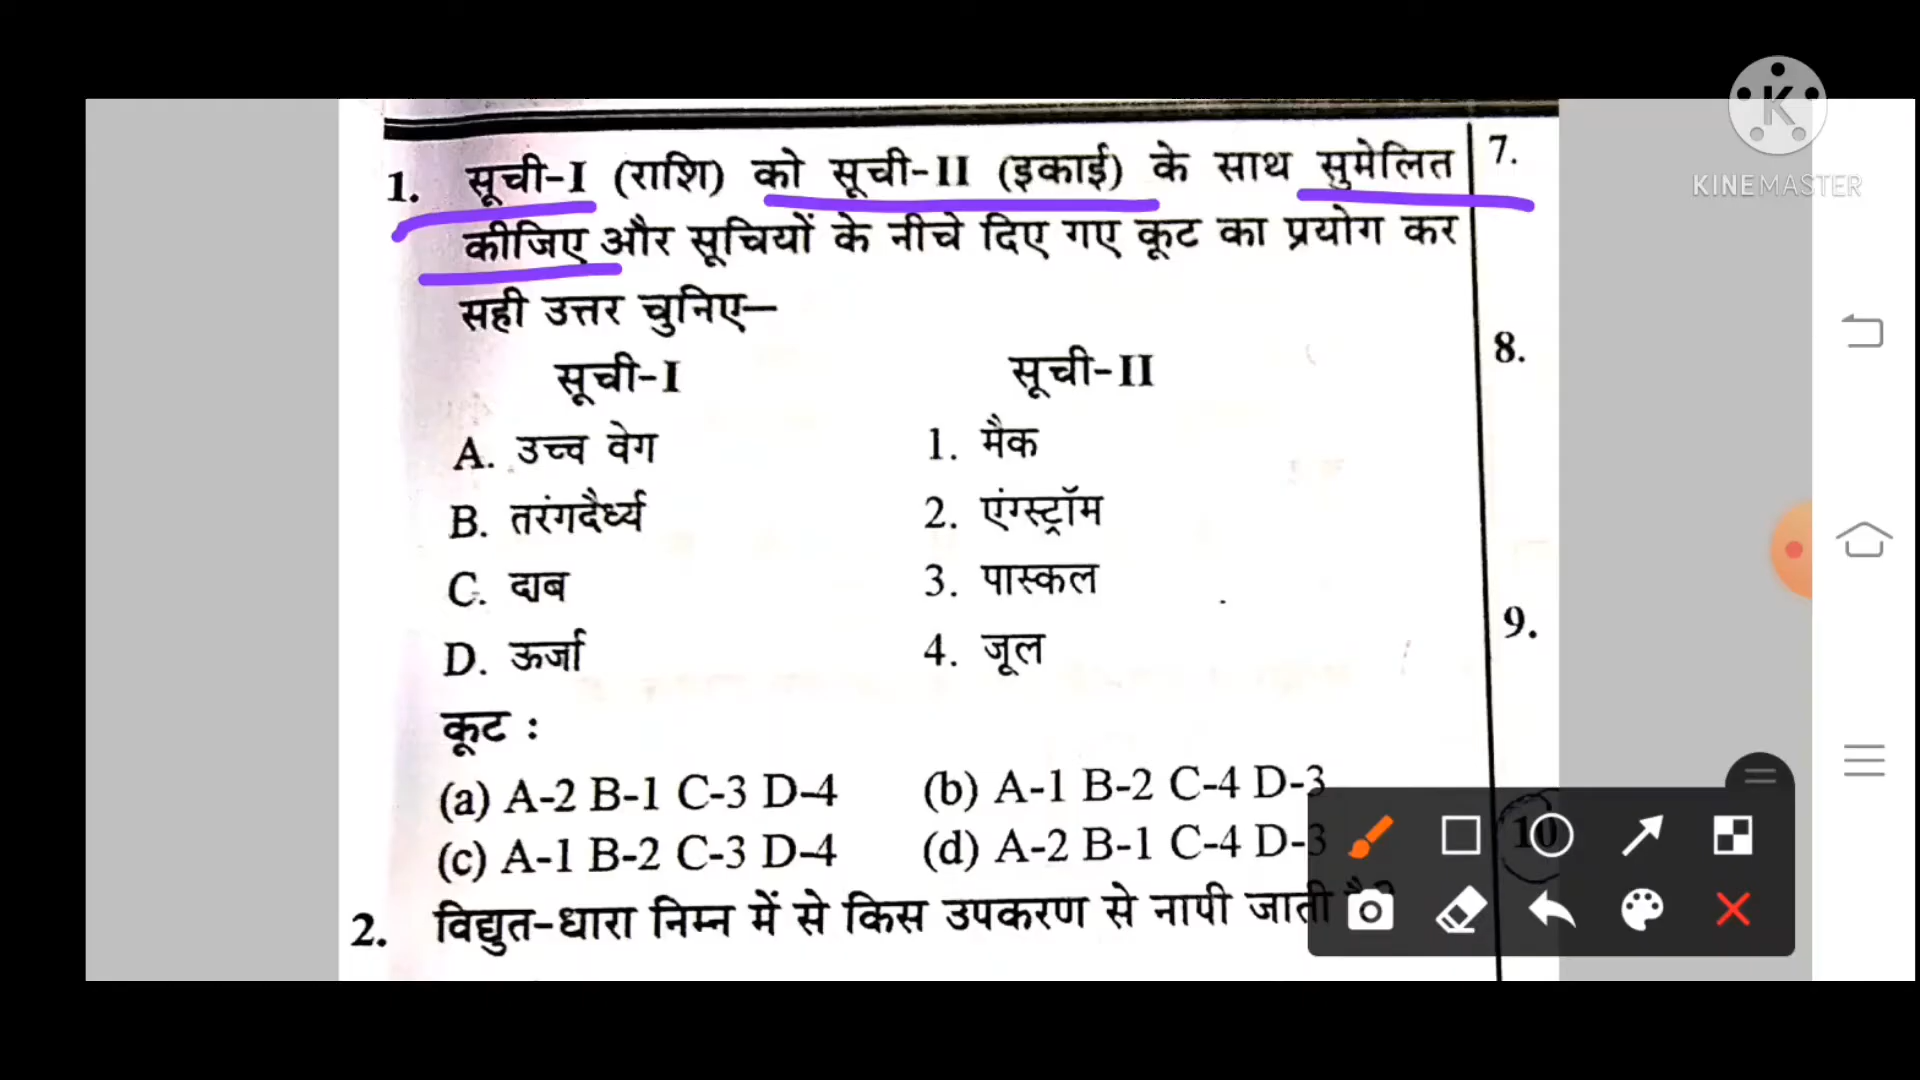 1. सूची-I (राशि) को सूची-II (इकाई) के साथ सुमेलित
कीजिए और सूचियों के नीचे दिए गए कूट का प्रयोग कर
सही उत्तर चुनिए—
सूची-I सूची-II
A. उच्च वेग 1. मैक
B. तरंगदैर्ध्य 2. एंग्स्ट्रॉम
C. दाब 3. पास्कल
D. ऊर्जा 4. जूल
कूट :
(a) A-2 B-1 C-3 D-4 (b) A-1 B-2 C-4 D-3
(c) A-1 B-2 C-3 D-4 (d) A-2 B-1 C-4 D-3
2. विद्युत-धारा निम्न में से किस उपकरण से नापी जाती
7.
8.
9.
10
K
KINEMASTER